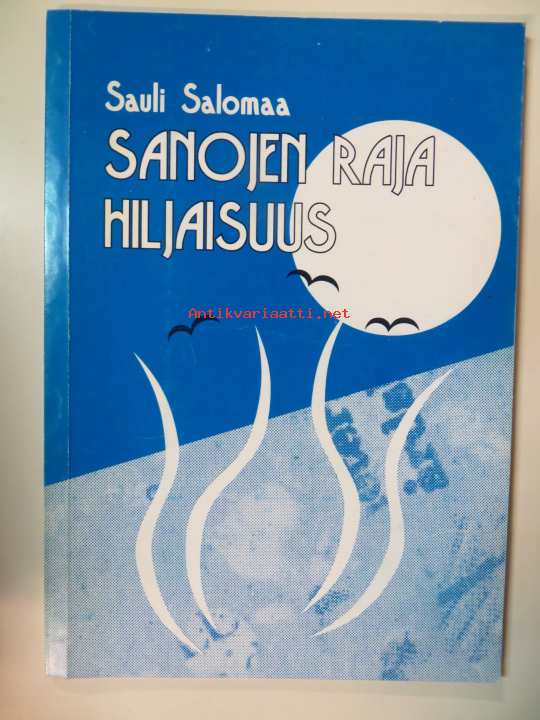 Sauli Salomaa
SANOJEN RAJA
HILJAISUUS
Antikvariaatti.net